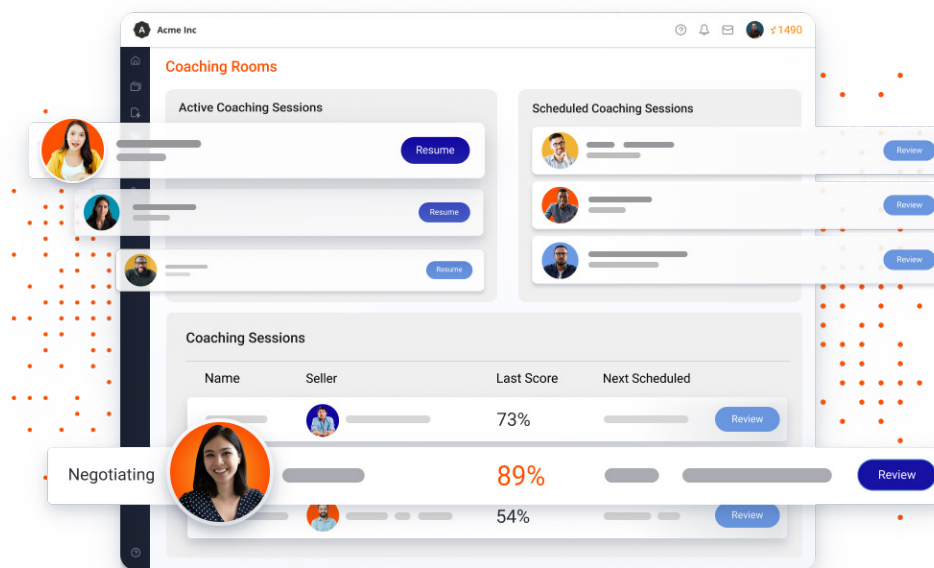 A Acme Inc
1490
Coaching Rooms
Active Coaching Sessions
Resume
Resume
Resume
Scheduled Coaching Sessions
Review
Review
Review
Coaching Sessions
Name Seller Last Score Next Scheduled
73% Review
Negotiating 89% Review
54% Review